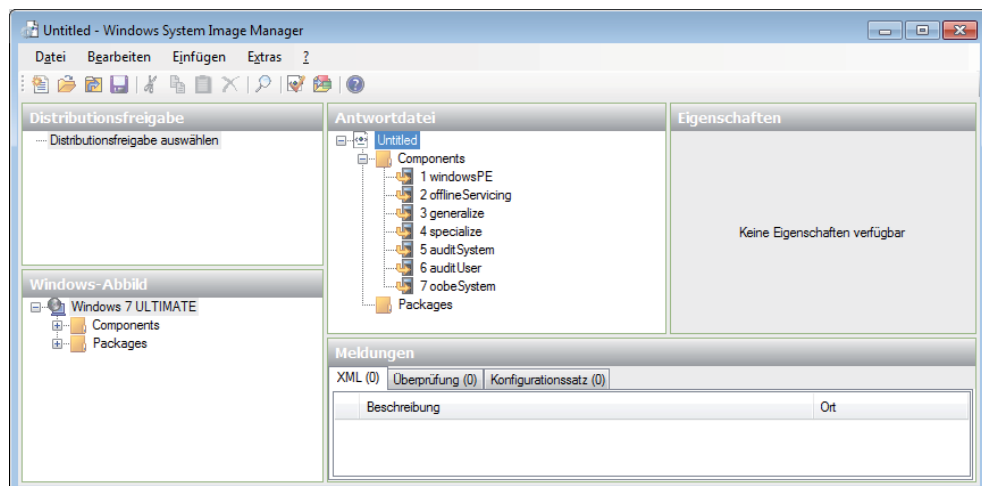 Untitled - Windows System Image Manager
Datei Bearbeiten Einfügen Extras ?
Distributionsfreigabe
Distributionsfreigabe auswählen
Windows-Abbild
Windows 7 ULTIMATE
Components
Packages
Antwortdatei
Untitled
Components
1 windowsPE
2 offlineServicing
3 generalize
4 specialize
5 auditSystem
6 auditUser
7 oobeSystem
Packages
Eigenschaften
Keine Eigenschaften verfügbar
Meldungen
XML (0) Überprüfung (0) Konfigurationssatz (0)
Beschreibung Ort